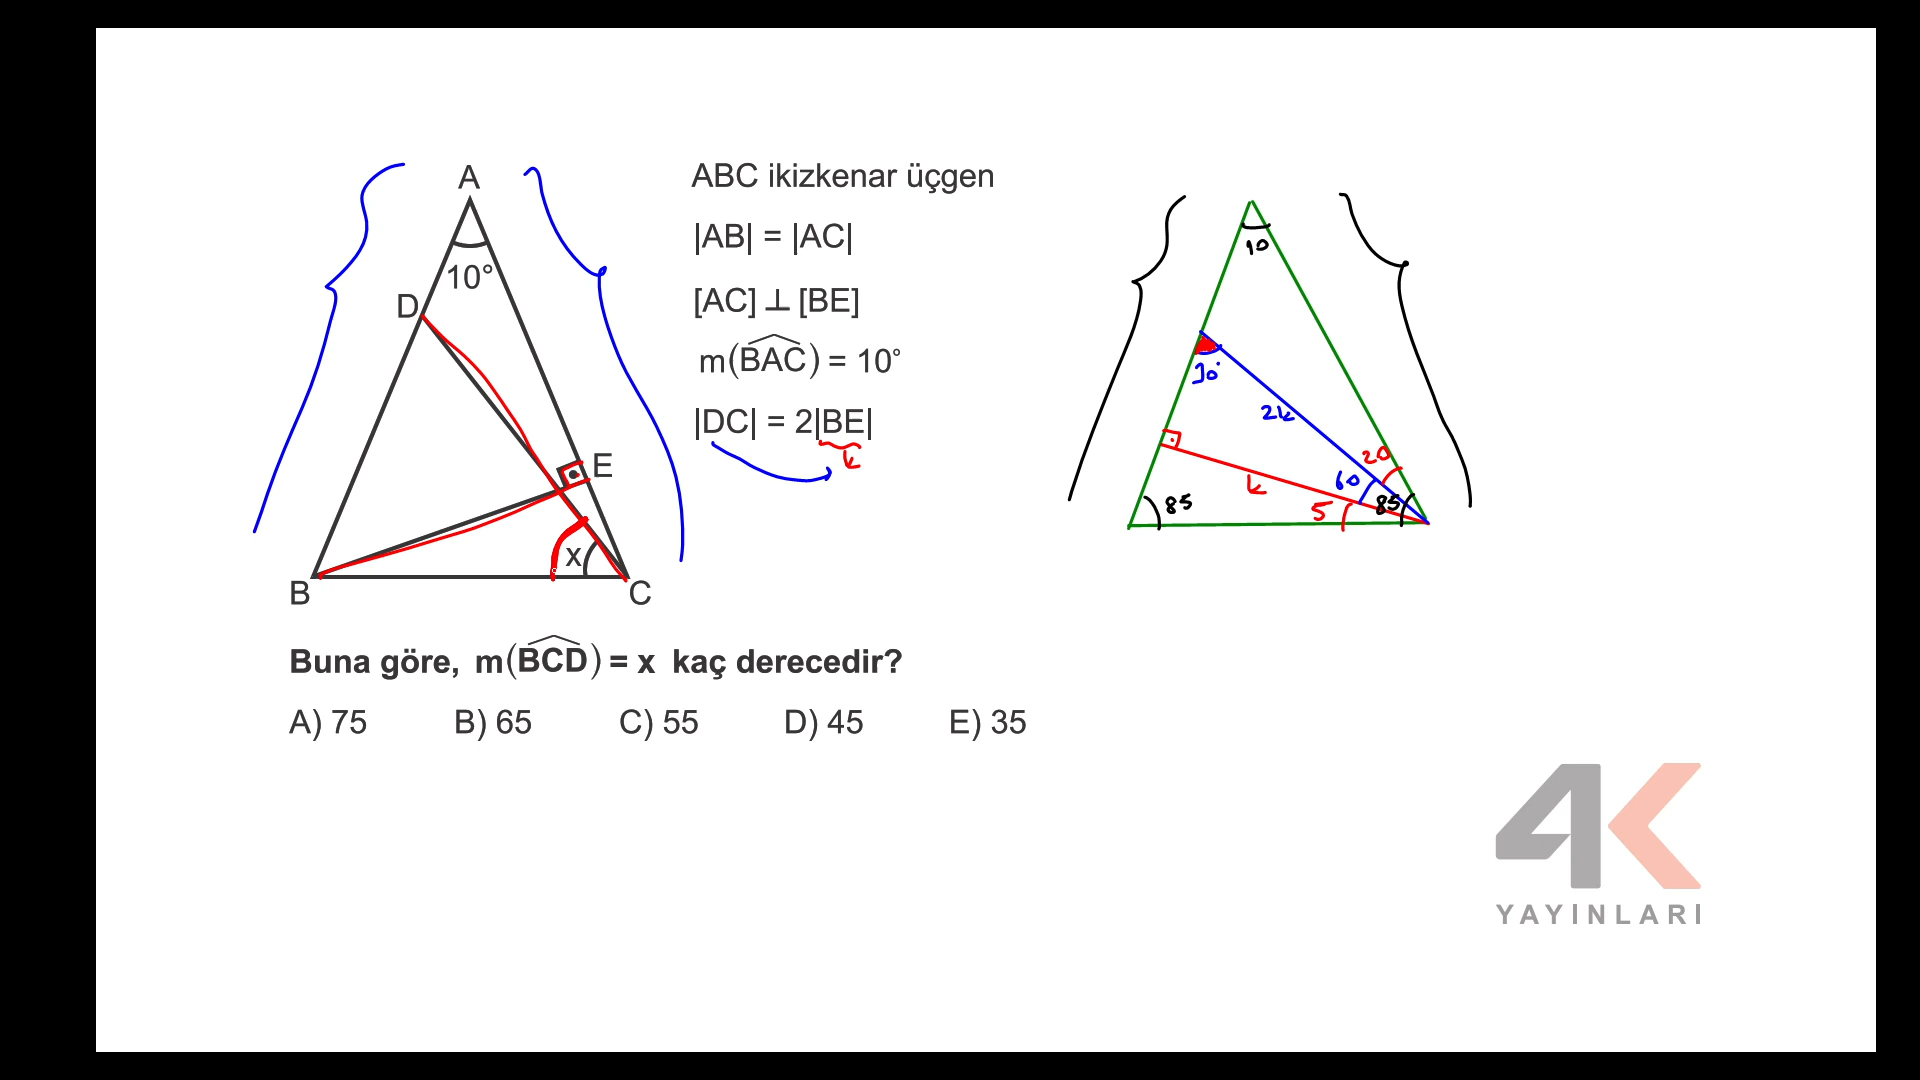 A
10°
D
E
x
B
C
ABC ikizkenar üçgen
|AB| = |AC|
[AC] ⊥ [BE]
m(BAC) = 10°
|DC| = 2|BE|
k
10
30°
2k
20
60
k
85
5
85
Buna göre, m(BCD) = x kaç derecedir?
A) 75 B) 65 C) 55 D) 45 E) 35
4K
YAYINLARI